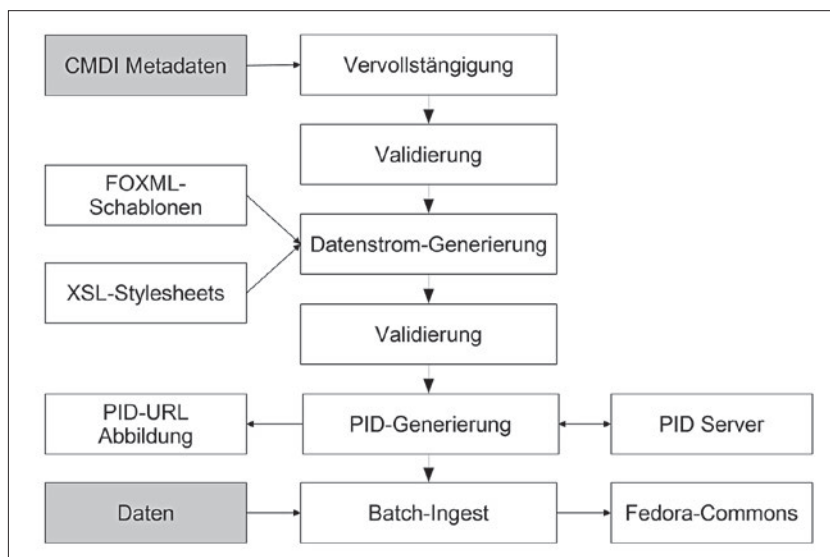 CMDI Metadaten
Vervollstängigung
Validierung
FOXML-
Schablonen
Datenstrom-Generierung
XSL-Stylesheets
Validierung
PID-URL
Abbildung
PID-Generierung
PID Server
Daten
Batch-Ingest
Fedora-Commons